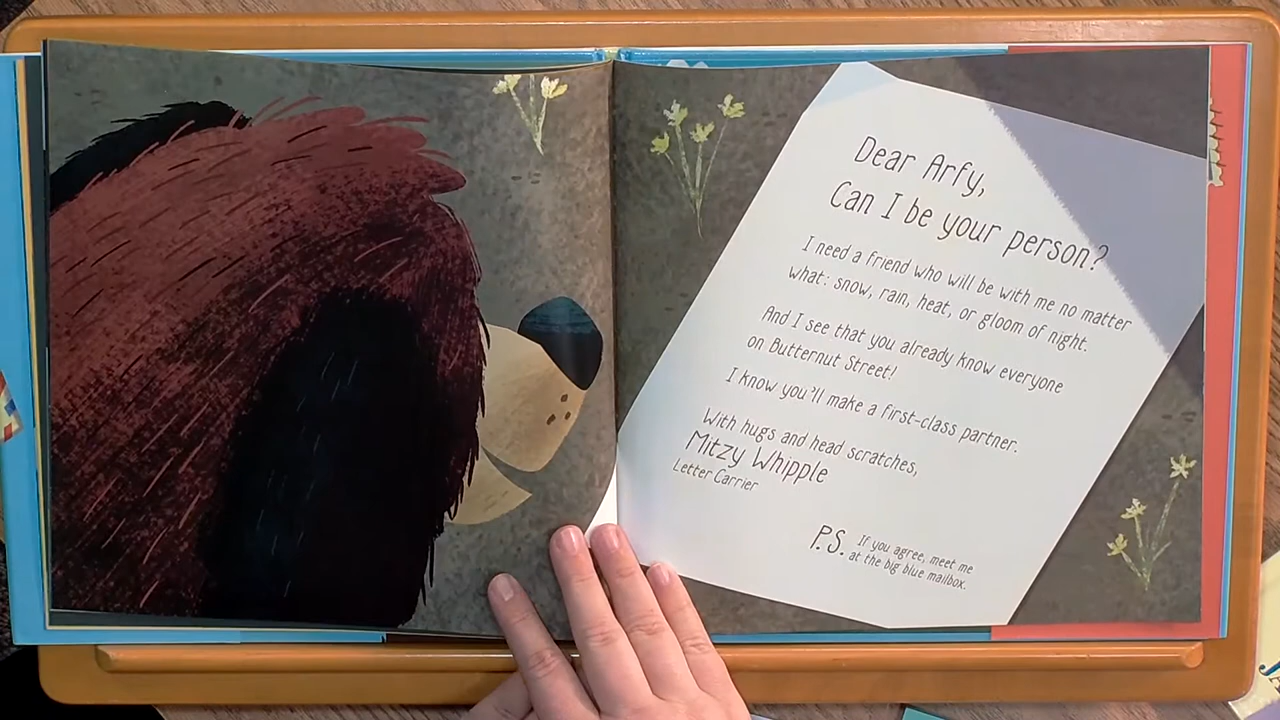 Dear Arfy,
Can I be your person?
I need a friend who will be with me no matter
what: snow, rain, heat, or gloom of night.
And I see that you already know everyone
on Butternut Street!
I know you'll make a first-class partner.
With hugs and head scratches,
Mitzy Whipple
Letter Carrier
P.S. If you agree, meet me
at the big blue mailbox.